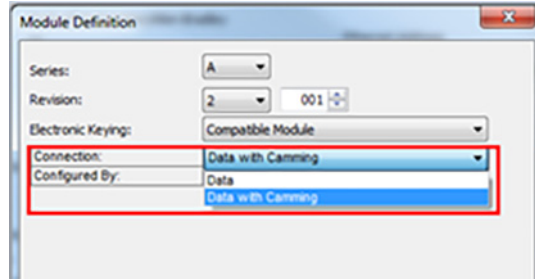 Module Definition
Series: A
Revision: 2 001
Electronic Keying: Compatible Module
Connection: Data with Camming
Configured By:
Data
Data with Camming